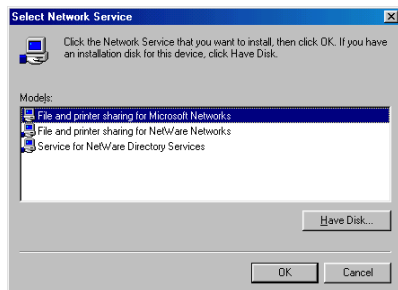 Select Network Service
Click the Network Service that you want to install, then click OK. If you have
an installation disk for this device, click Have Disk.
Models:
File and printer sharing for Microsoft Networks
File and printer sharing for NetWare Networks
Service for NetWare Directory Services
Have Disk...
OK
Cancel